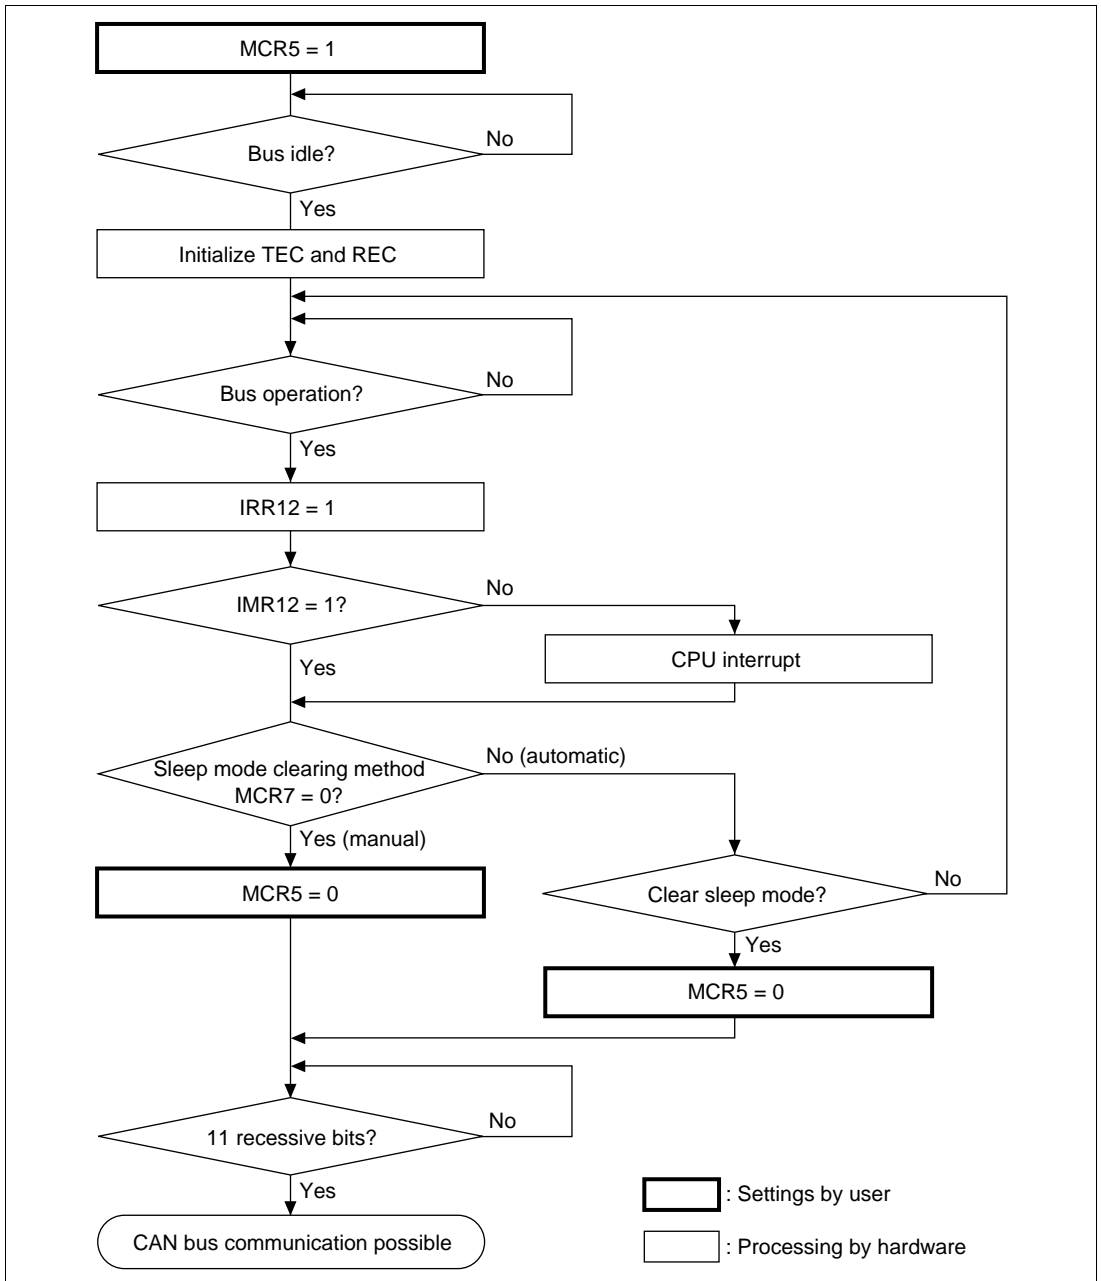 MCR5 = 1
Bus idle?
No
Yes
Initialize TEC and REC
Bus operation?
No
Yes
IRR12 = 1
IMR12 = 1?
No
Yes
CPU interrupt
Sleep mode clearing method
MCR7 = 0?
No (automatic)
Yes (manual)
MCR5 = 0
Clear sleep mode?
No
Yes
MCR5 = 0
11 recessive bits?
No
Yes
CAN bus communication possible
: Settings by user
: Processing by hardware